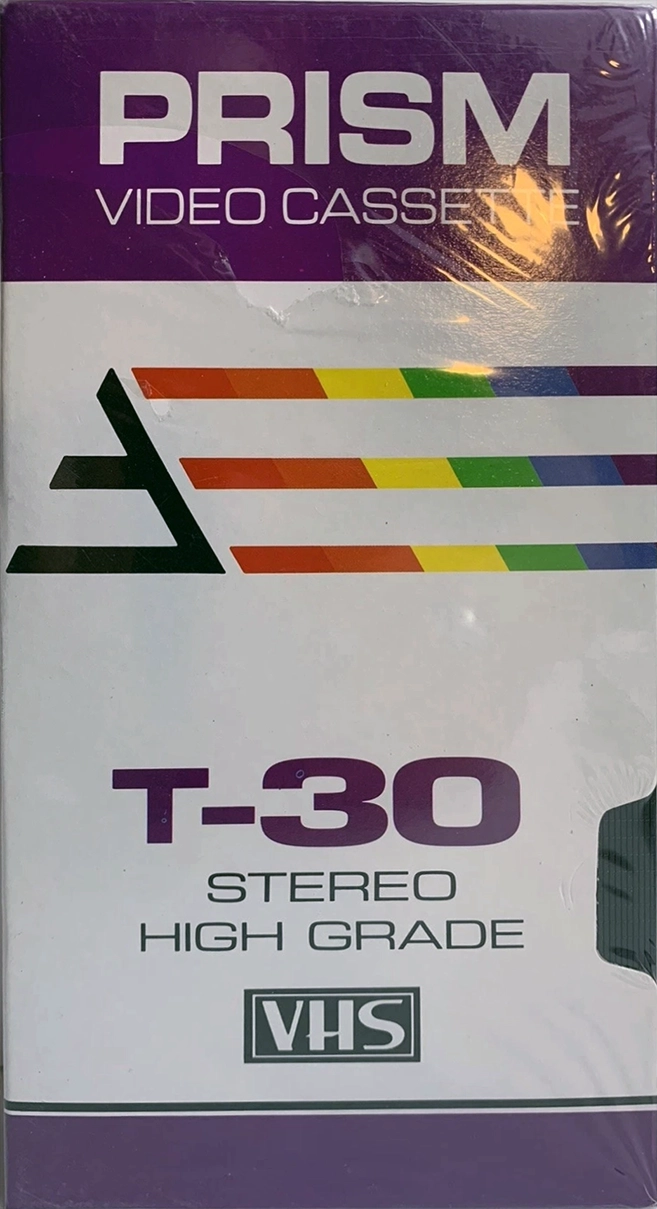 PRISM
VIDEO CASSETTE
T-30
STEREO
HIGH GRADE
VHS